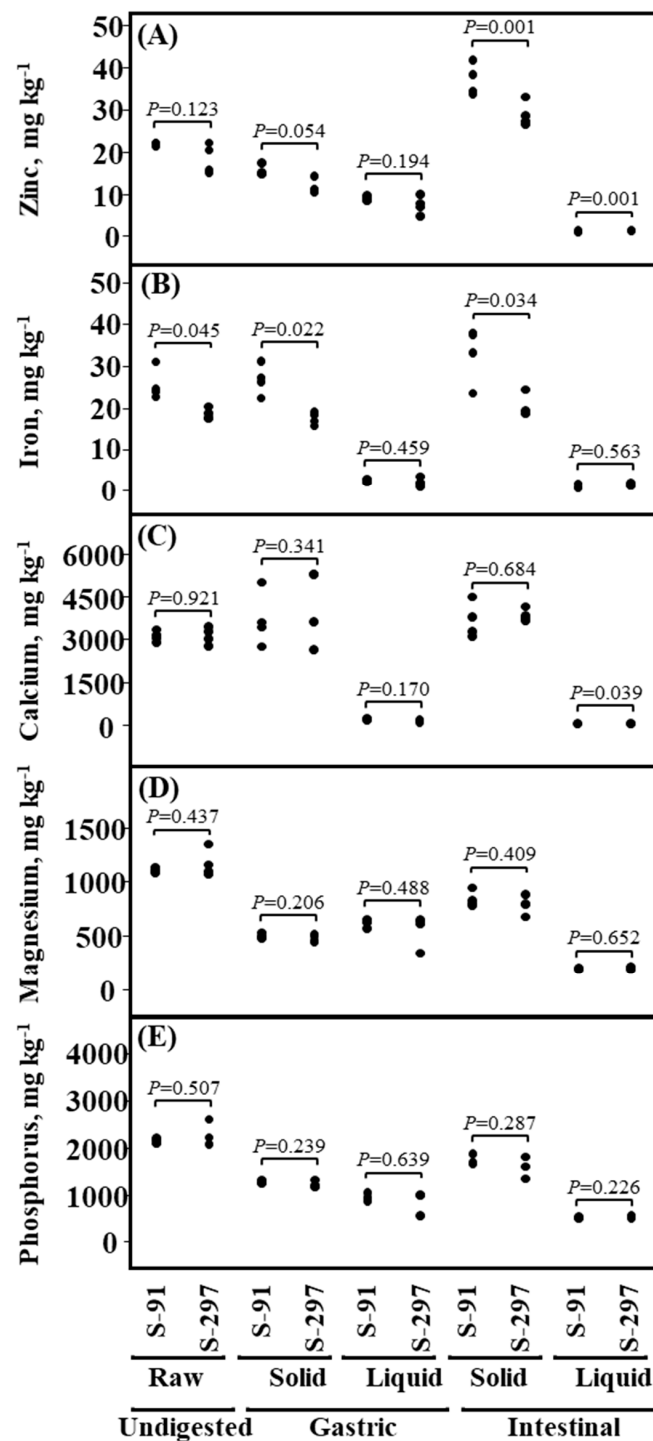 (A)
Zinc, mg kg-1
50
40
30
20
10
0
P=0.123
P=0.054
P=0.194
P=0.001
P=0.001
(B)
Iron, mg kg-1
50
40
30
20
10
0
P=0.045
P=0.022
P=0.459
P=0.034
P=0.563
(C)
Calcium, mg kg-1
6000
4500
3000
1500
0
P=0.921
P=0.341
P=0.170
P=0.684
P=0.039
(D)
Magnesium, mg kg-1
1500
1000
500
0
P=0.437
P=0.206
P=0.488
P=0.409
P=0.652
(E)
Phosphorus, mg kg-1
4000
3000
2000
1000
0
P=0.507
P=0.239
P=0.639
P=0.287
P=0.226
S-91 S-297 S-91 S-297 S-91 S-297 S-91 S-297 S-91 S-297
Raw Solid Liquid Solid Liquid
Undigested Gastric Intestinal